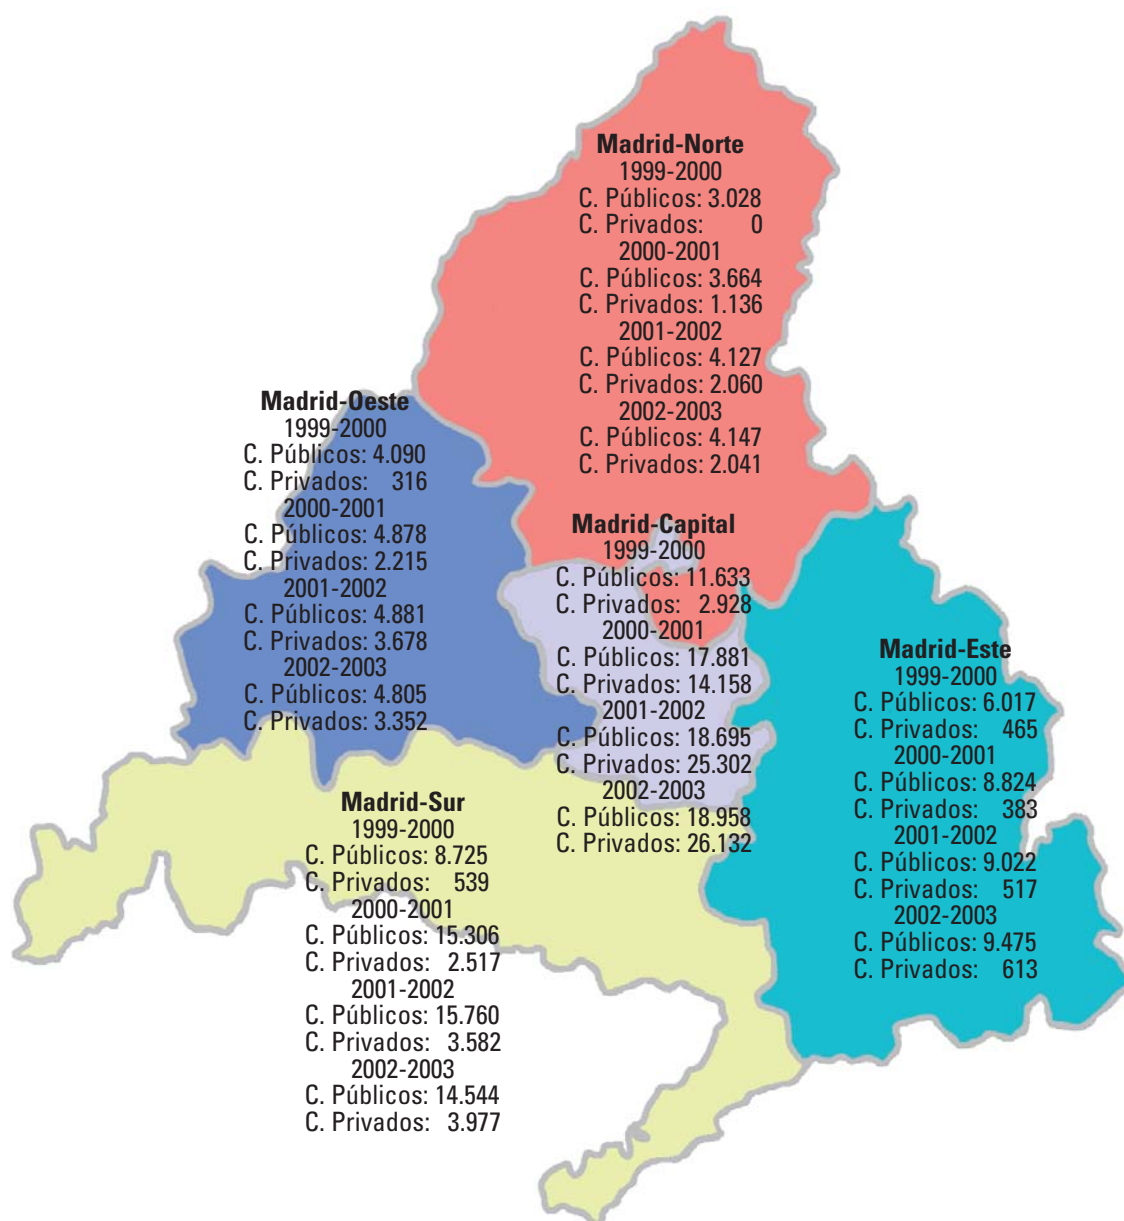 Madrid-Norte
1999-2000
C. Públicos: 3.028
C. Privados: 0
2000-2001
C. Públicos: 3.664
C. Privados: 1.136
2001-2002
C. Públicos: 4.127
C. Privados: 2.060
2002-2003
C. Públicos: 4.147
C. Privados: 2.041
Madrid-Oeste
1999-2000
C. Públicos: 4.090
C. Privados: 316
2000-2001
C. Públicos: 4.878
C. Privados: 2.215
2001-2002
C. Públicos: 4.881
C. Privados: 3.678
2002-2003
C. Públicos: 4.805
C. Privados: 3.352
Madrid-Capital
1999-2000
C. Públicos: 11.633
C. Privados: 2.928
2000-2001
C. Públicos: 17.881
C. Privados: 14.158
2001-2002
C. Públicos: 18.695
C. Privados: 25.302
2002-2003
C. Públicos: 18.958
C. Privados: 26.132
Madrid-Este
1999-2000
C. Públicos: 6.017
C. Privados: 465
2000-2001
C. Públicos: 8.824
C. Privados: 383
2001-2002
C. Públicos: 9.022
C. Privados: 517
2002-2003
C. Públicos: 9.475
C. Privados: 613
Madrid-Sur
1999-2000
C. Públicos: 8.725
C. Privados: 539
2000-2001
C. Públicos: 15.306
C. Privados: 2.517
2001-2002
C. Públicos: 15.760
C. Privados: 3.582
2002-2003
C. Públicos: 14.544
C. Privados: 3.977